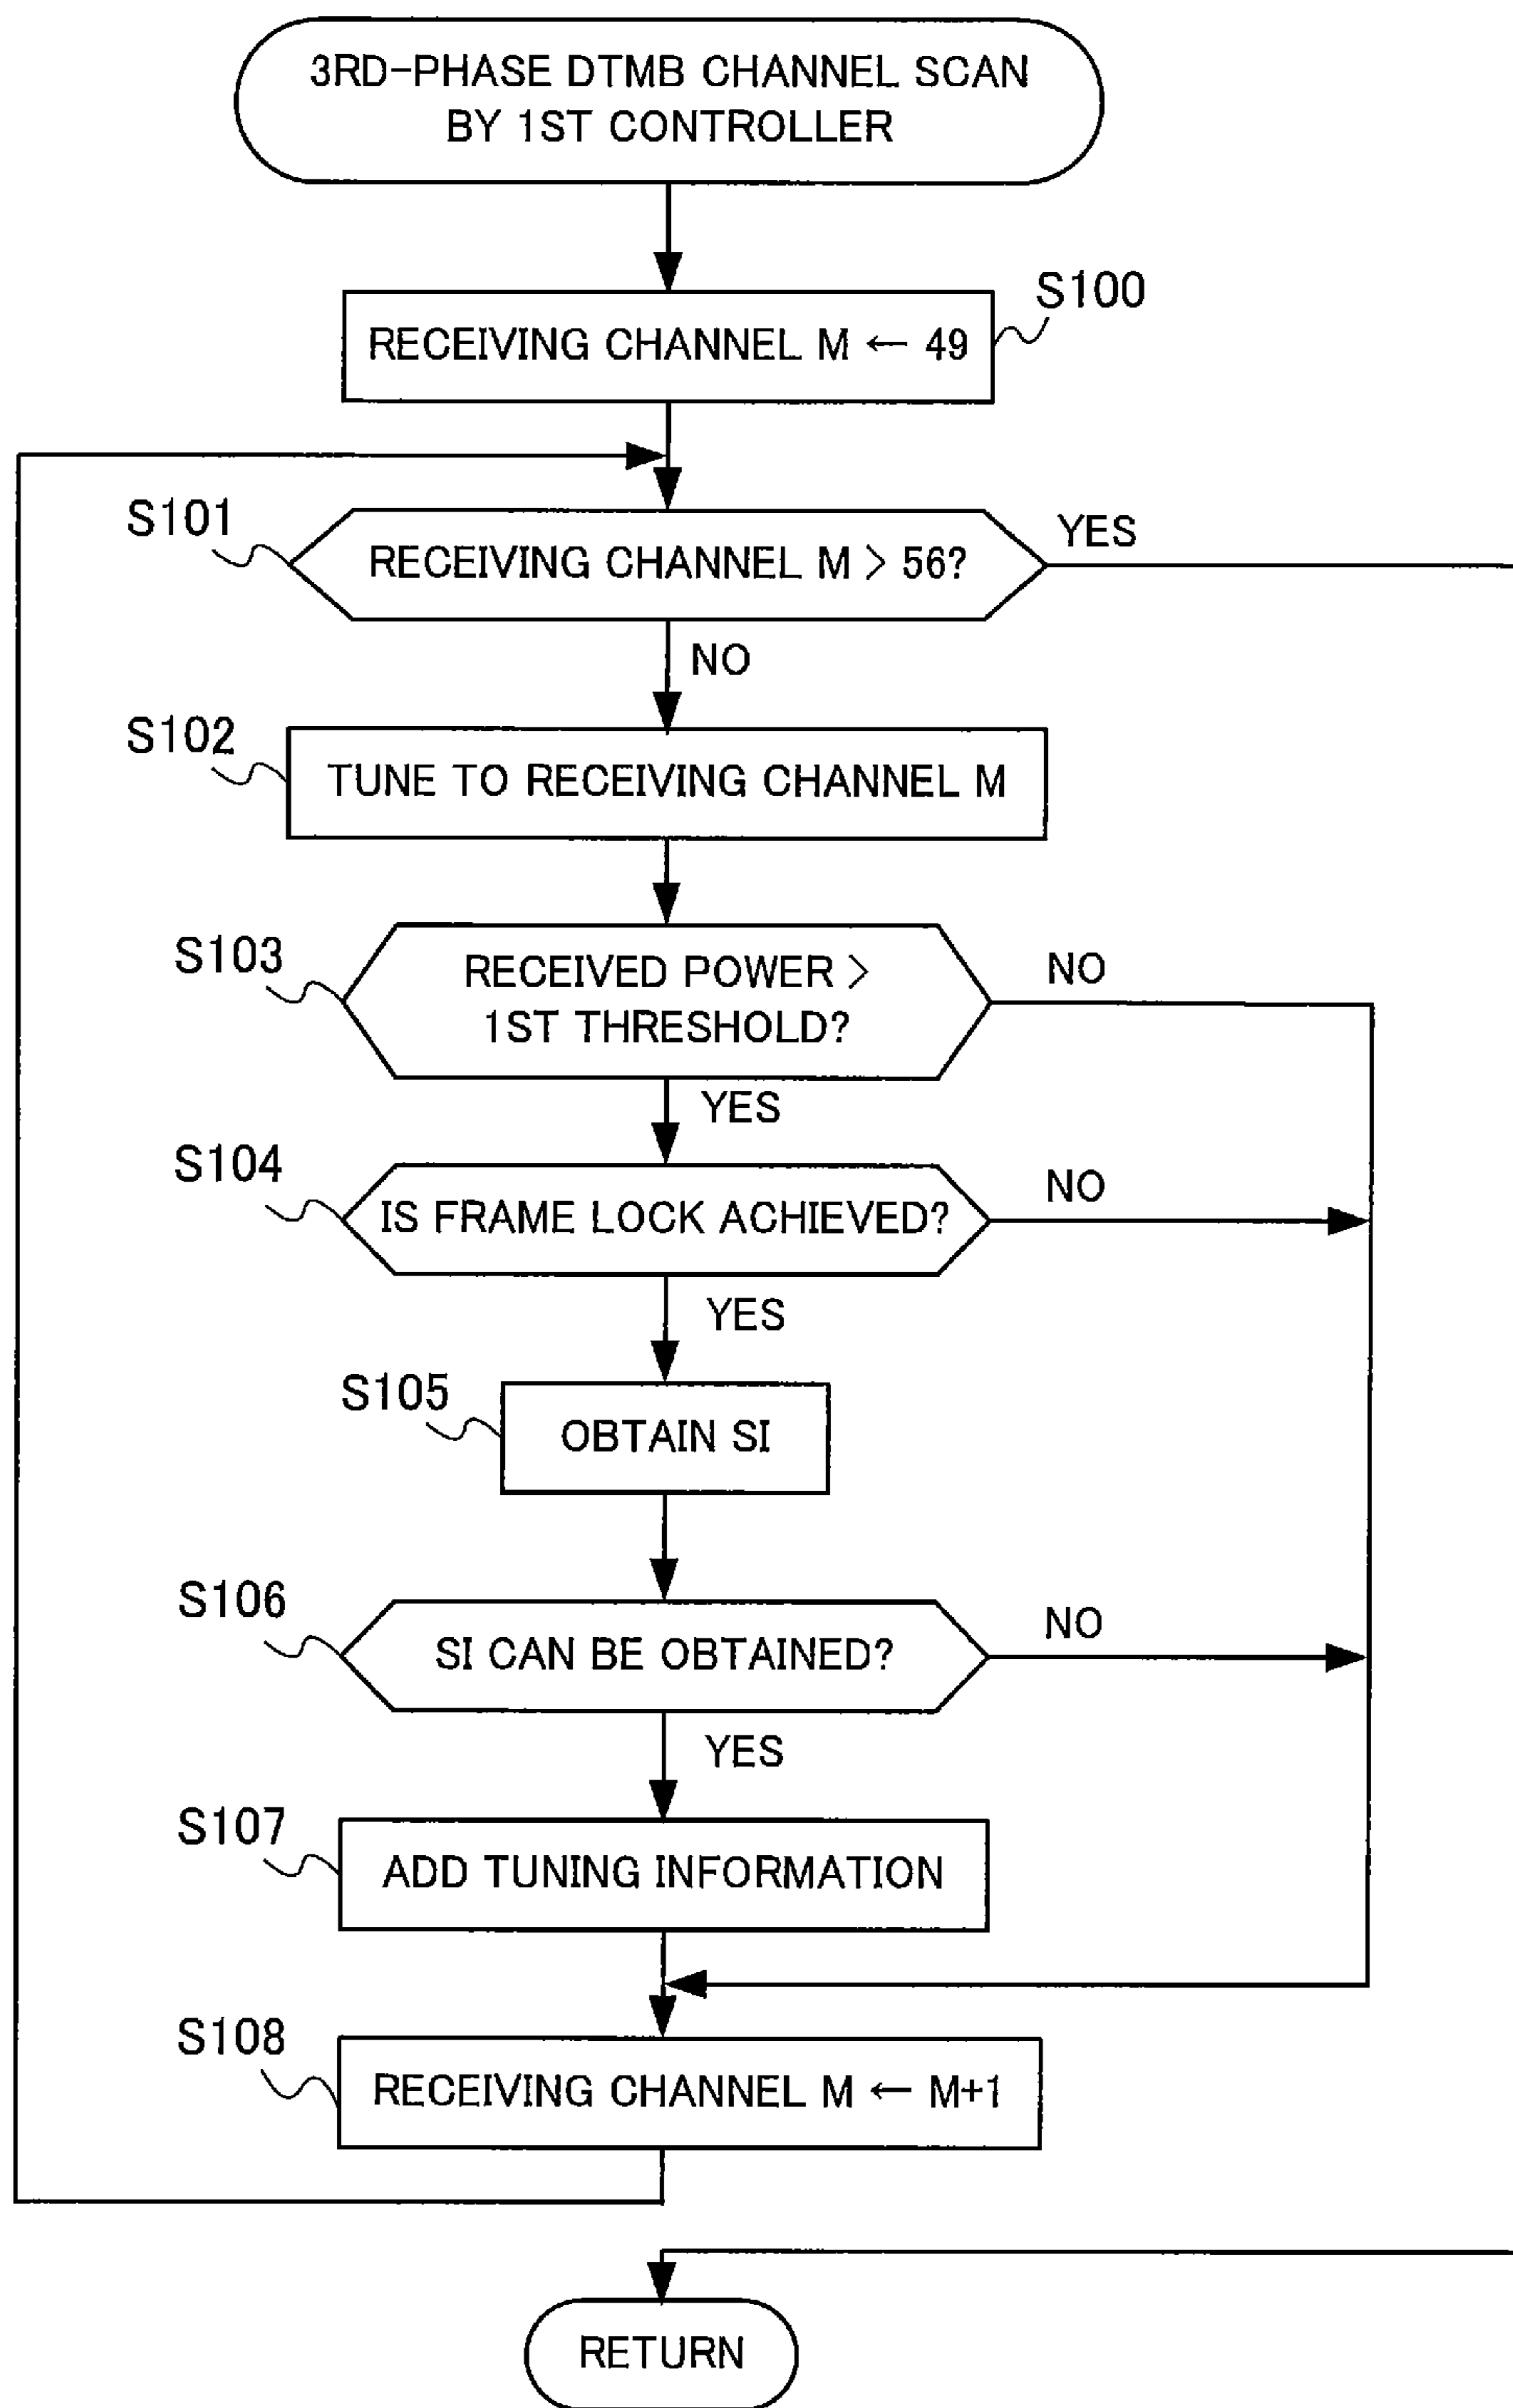 3RD-PHASE DTMB CHANNEL SCAN
BY 1ST CONTROLLER
S100
RECEIVING CHANNEL M ← 49
S101
RECEIVING CHANNEL M > 56?
YES
NO
S102
TUNE TO RECEIVING CHANNEL M
S103
RECEIVED POWER >
1ST THRESHOLD?
NO
YES
S104
IS FRAME LOCK ACHIEVED?
NO
YES
S105
OBTAIN SI
S106
SI CAN BE OBTAINED?
NO
YES
S107
ADD TUNING INFORMATION
S108
RECEIVING CHANNEL M ← M+1
RETURN